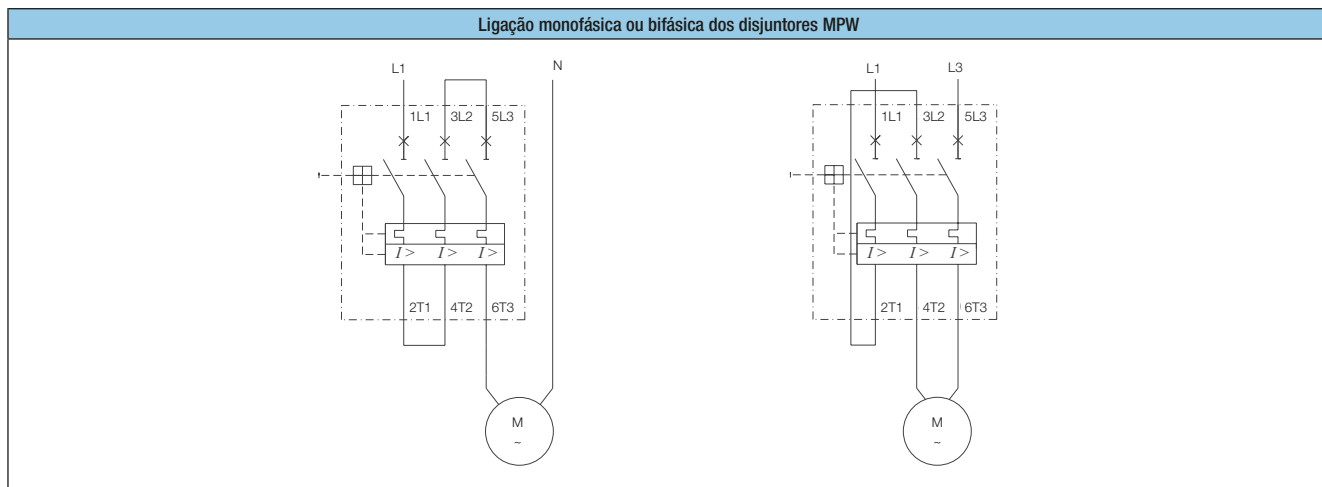 Ligação monofásica ou bifásica dos disjuntores MPW
L1 N
1L1 3L2 5L3
I > I > I >
2T1 4T2 6T3
M
~
L1 L3
1L1 3L2 5L3
I > I > I >
2T1 4T2 6T3
M
~